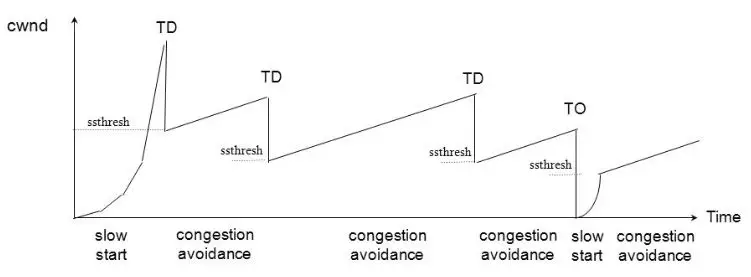 cwnd
TD
TD
TD
TO
ssthresh
ssthresh
ssthresh
ssthresh
Time
slow
start
congestion
avoidance
congestion
avoidance
congestion
avoidance
slow
start
congestion
avoidance